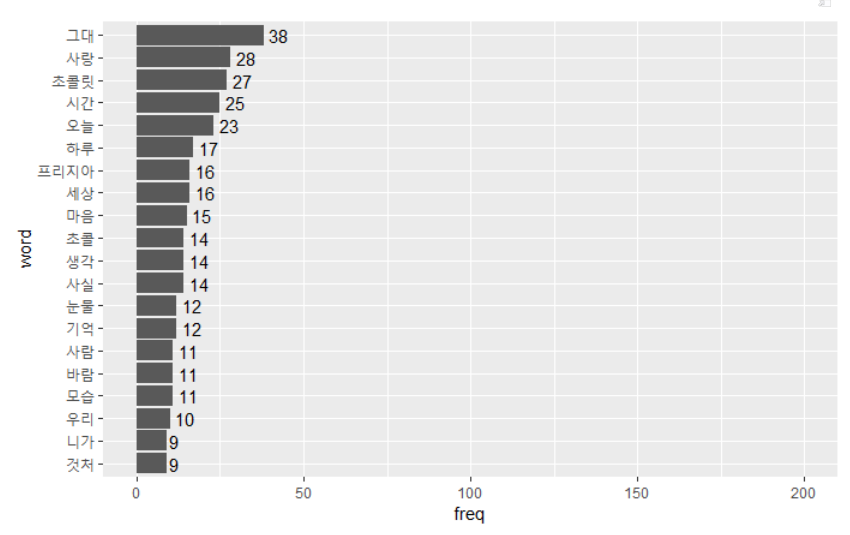 그대 38
사랑 28
초콜릿 27
시간 25
오늘 23
하루 17
프리지아 16
세상 16
마음 15
초콜 14
생각 14
사실 14
눈물 12
기억 12
사람 11
바람 11
모습 11
우리 10
니가 9
것처 9
word
0 50 100 150 200
freq